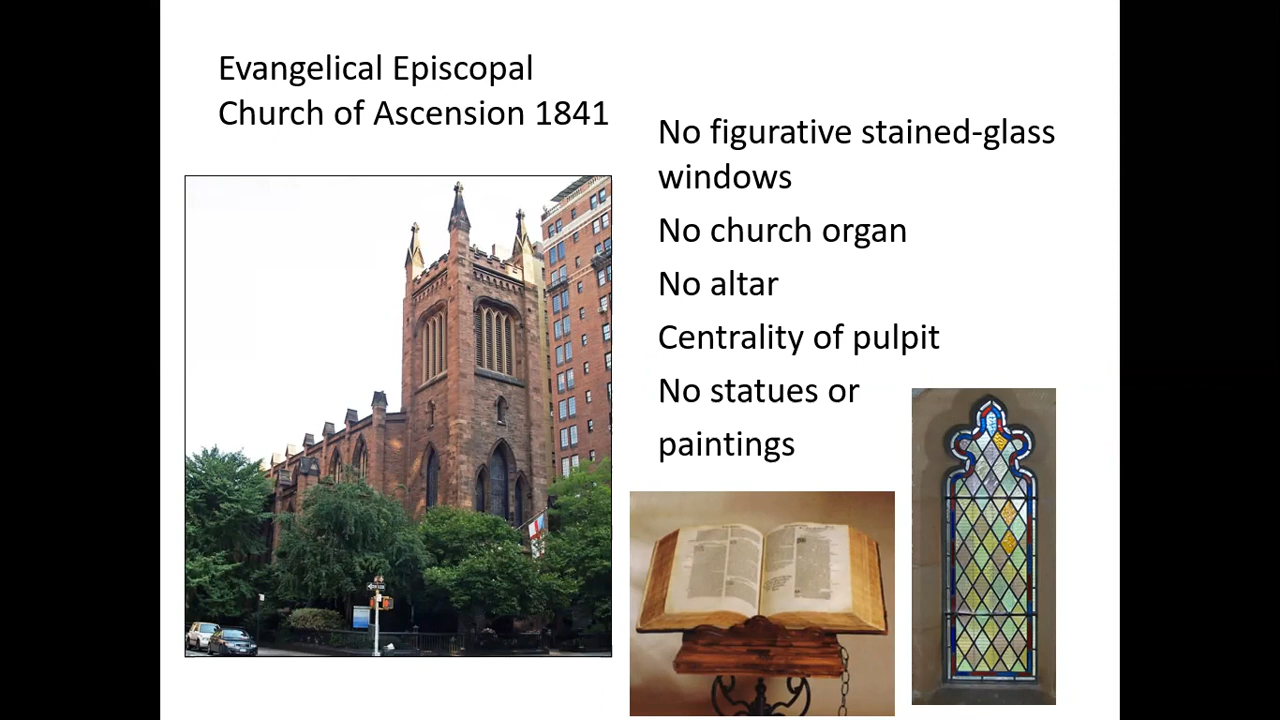 Evangelical Episcopal
Church of Ascension 1841
No figurative stained-glass
windows
No church organ
No altar
Centrality of pulpit
No statues or
paintings